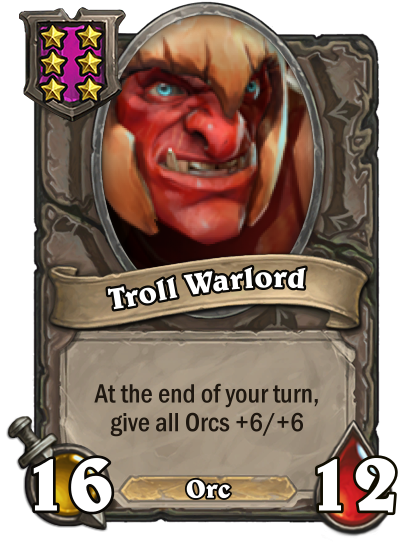 Troll Warlord
At the end of your turn,
give all Orcs +6/+6
16
Orc
12